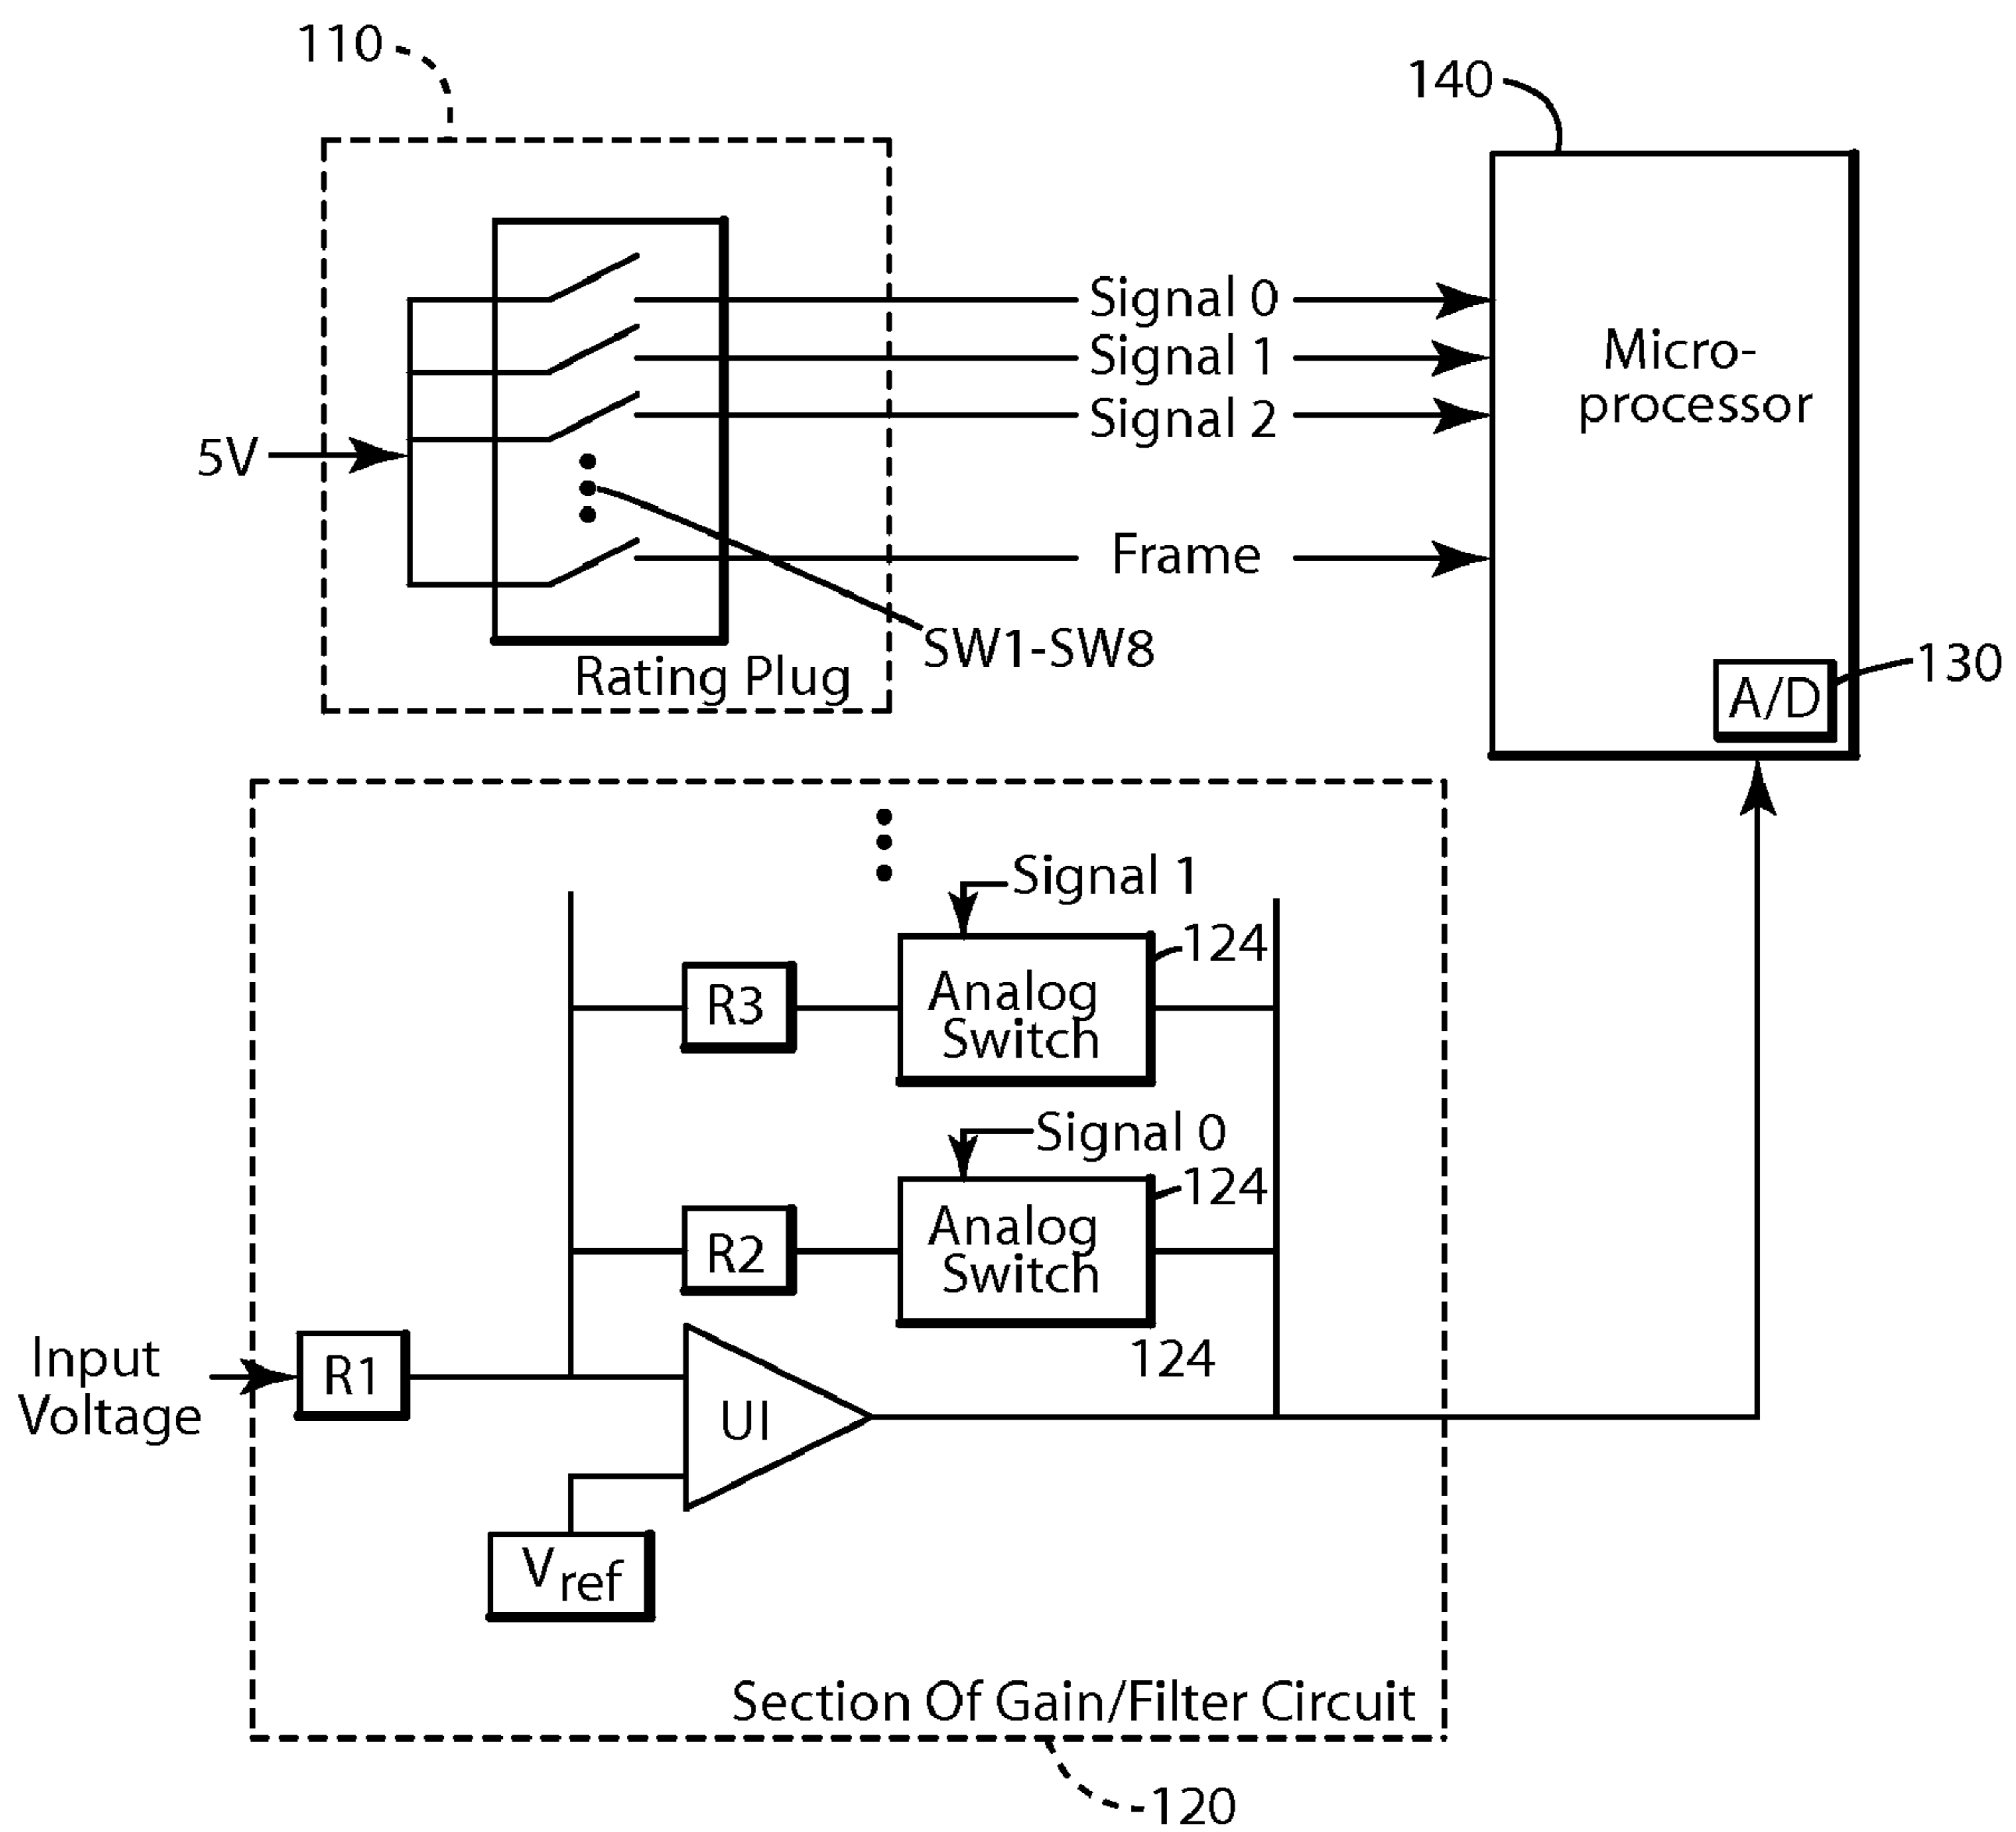 110
140
Signal 0
Signal 1
Signal 2
Micro-
processor
5V
Frame
SW1-SW8
Rating Plug
130
A/D
Signal 1
124
R3
Analog
Switch
Signal 0
124
R2
Analog
Switch
124
Input
Voltage
R1
UI
Vref
Section Of Gain/Filter Circuit
120